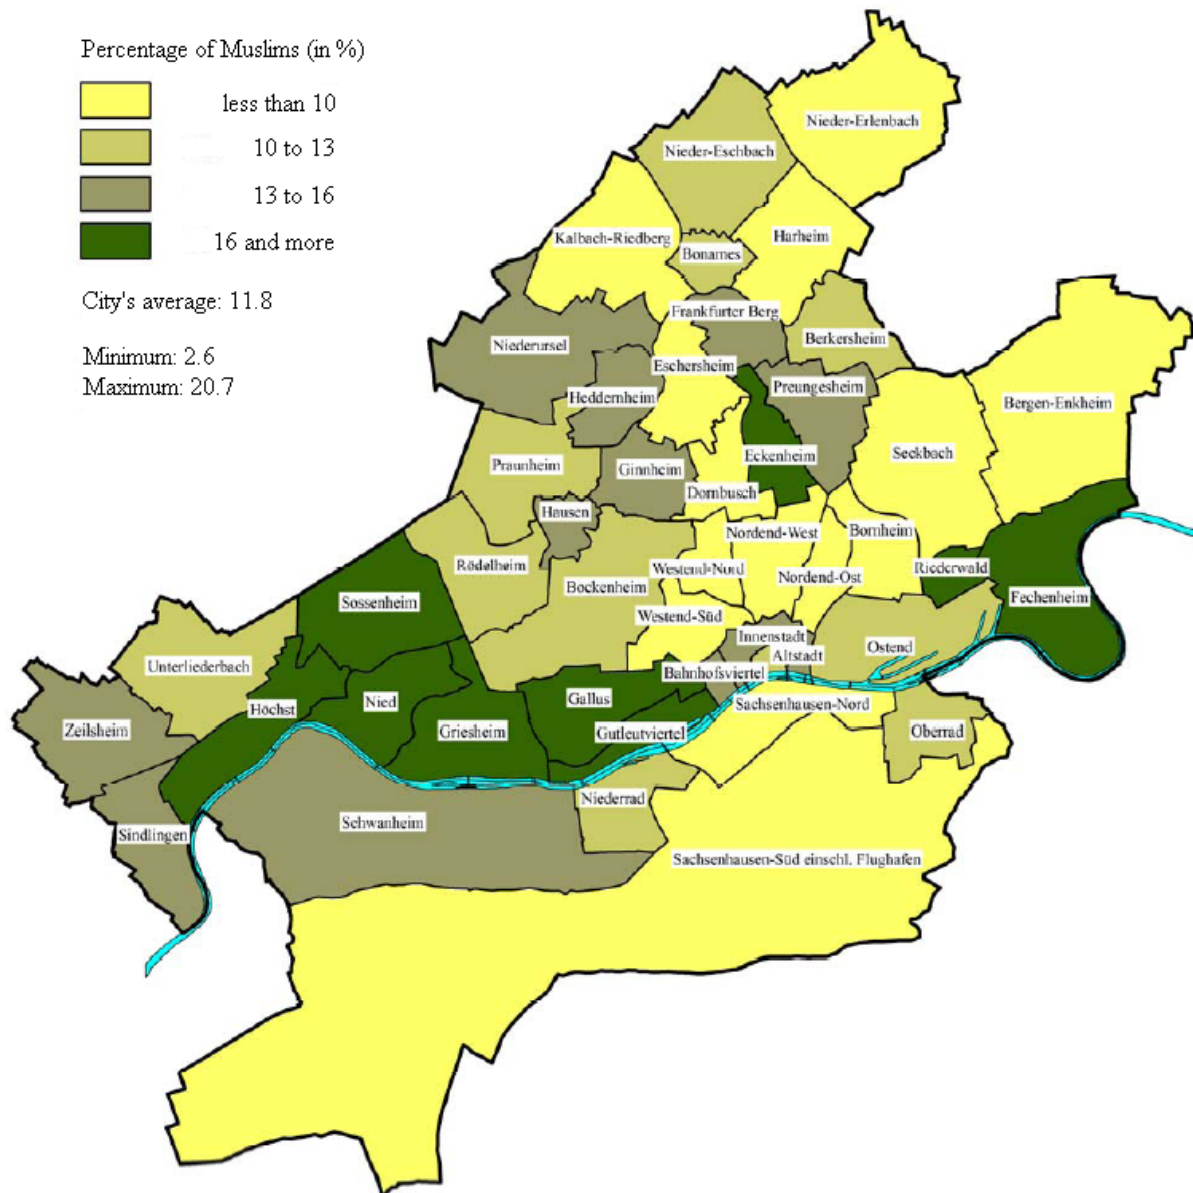 Percentage of Muslims (in %)
less than 10
10 to 13
13 to 16
16 and more
City's average: 11.8
Minimum: 2.6
Maximum: 20.7
Nieder-Erlenbach
Nieder-Eschbach
Kalbach-Riedberg
Harheim
Bonames
Frankfurter Berg
Berkersheim
Niederursel
Eschersheim
Preungesheim
Heddernheim
Bergen-Enkheim
Seckbach
Eckenheim
Praunheim
Ginnheim
Dornbusch
Hausen
Nordend-West
Bornheim
Rödelheim
Westend-Nord
Riederwald
Bockenheim
Nordend-Ost
Fechenheim
Sossenheim
Westend-Süd
Innenstadt
Ostend
Altstadt
Unterliederbach
Bahnhofsviertel
Nied
Gallus
Höchst
Sachsenhausen-Nord
Zeilsheim
Griesheim
Gutleutviertel
Oberrad
Niederrad
Schwanheim
Sindlingen
Sachsenhausen-Süd einschl. Flughafen